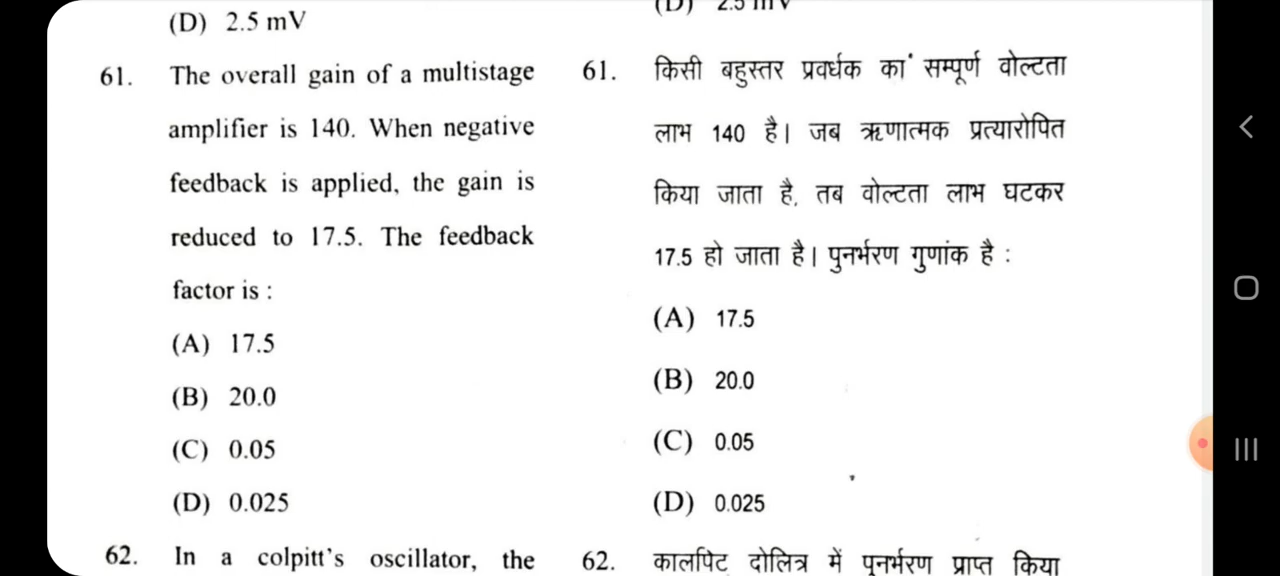 (D) 2.5 mV
61. The overall gain of a multistage
amplifier is 140. When negative
feedback is applied, the gain is
reduced to 17.5. The feedback
factor is :
(A) 17.5
(B) 20.0
(C) 0.05
(D) 0.025
62. In a colpitt's oscillator, the
(D) 2.5 mV
61. किसी बहुस्तर प्रवर्धक का सम्पूर्ण वोल्टता
लाभ 140 है। जब ऋणात्मक प्रत्यारोपित
किया जाता है, तब वोल्टता लाभ घटकर
17.5 हो जाता है। पुनर्भरण गुणांक है :
(A) 17.5
(B) 20.0
(C) 0.05
(D) 0.025
62. कालपिट दोलित्र में पुनर्भरण प्राप्त किया